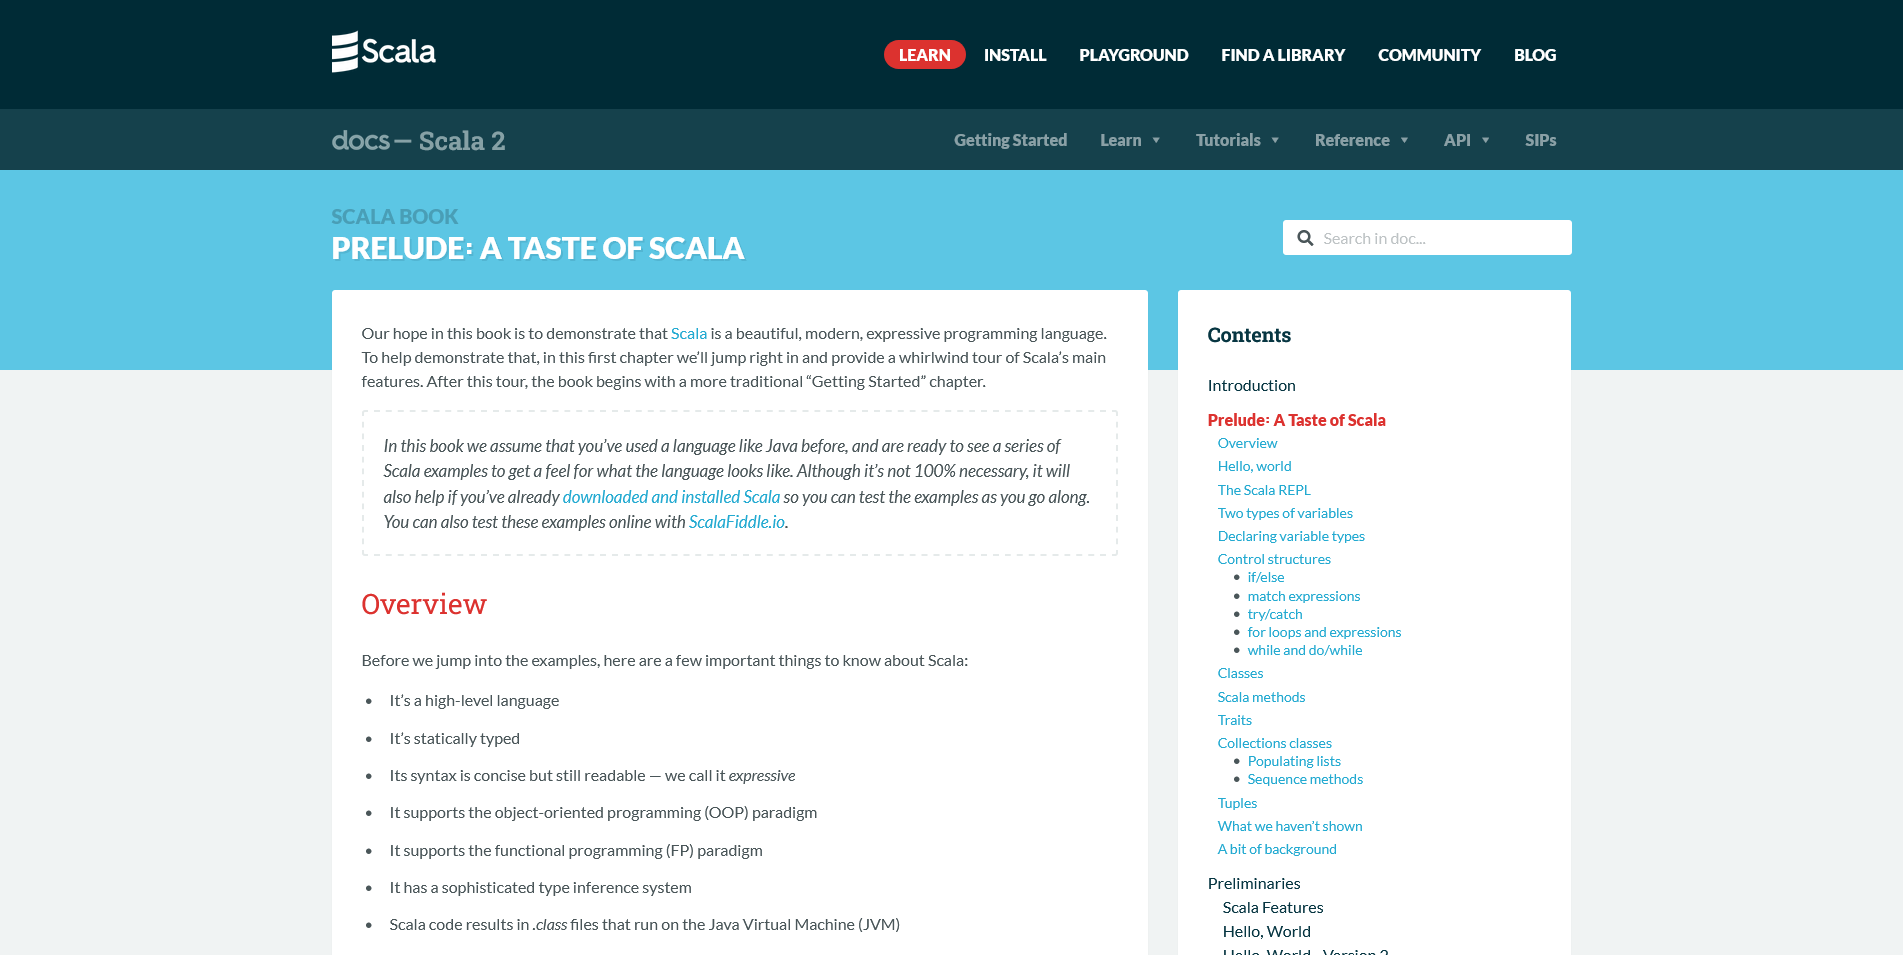 Scala
LEARN
INSTALL
PLAYGROUND
FIND A LIBRARY
COMMUNITY
BLOG
docs — Scala 2
Getting Started
Learn
Tutorials
Reference
API
SIPs
SCALA BOOK
PRELUDE: A TASTE OF SCALA
Search in doc...
Our hope in this book is to demonstrate that Scala is a beautiful, modern, expressive programming language.
To help demonstrate that, in this first chapter we’ll jump right in and provide a whirlwind tour of Scala’s main
features. After this tour, the book begins with a more traditional “Getting Started” chapter.
In this book we assume that you’ve used a language like Java before, and are ready to see a series of
Scala examples to get a feel for what the language looks like. Although it’s not 100% necessary, it will
also help if you’ve already downloaded and installed Scala so you can test the examples as you go along.
You can also test these examples online with ScalaFiddle.io.
Overview
Before we jump into the examples, here are a few important things to know about Scala:
• It’s a high-level language
• It’s statically typed
• Its syntax is concise but still readable — we call it expressive
• It supports the object-oriented programming (OOP) paradigm
• It supports the functional programming (FP) paradigm
• It has a sophisticated type inference system
• Scala code results in .class files that run on the Java Virtual Machine (JVM)
Contents
Introduction
Prelude: A Taste of Scala
Overview
Hello, world
The Scala REPL
Two types of variables
Declaring variable types
Control structures
• if/else
• match expressions
• try/catch
• for loops and expressions
• while and do/while
Classes
Scala methods
Traits
Collections classes
• Populating lists
• Sequence methods
Tuples
What we haven’t shown
A bit of background
Preliminaries
Scala Features
Hello, World
Hello, World - Version 2